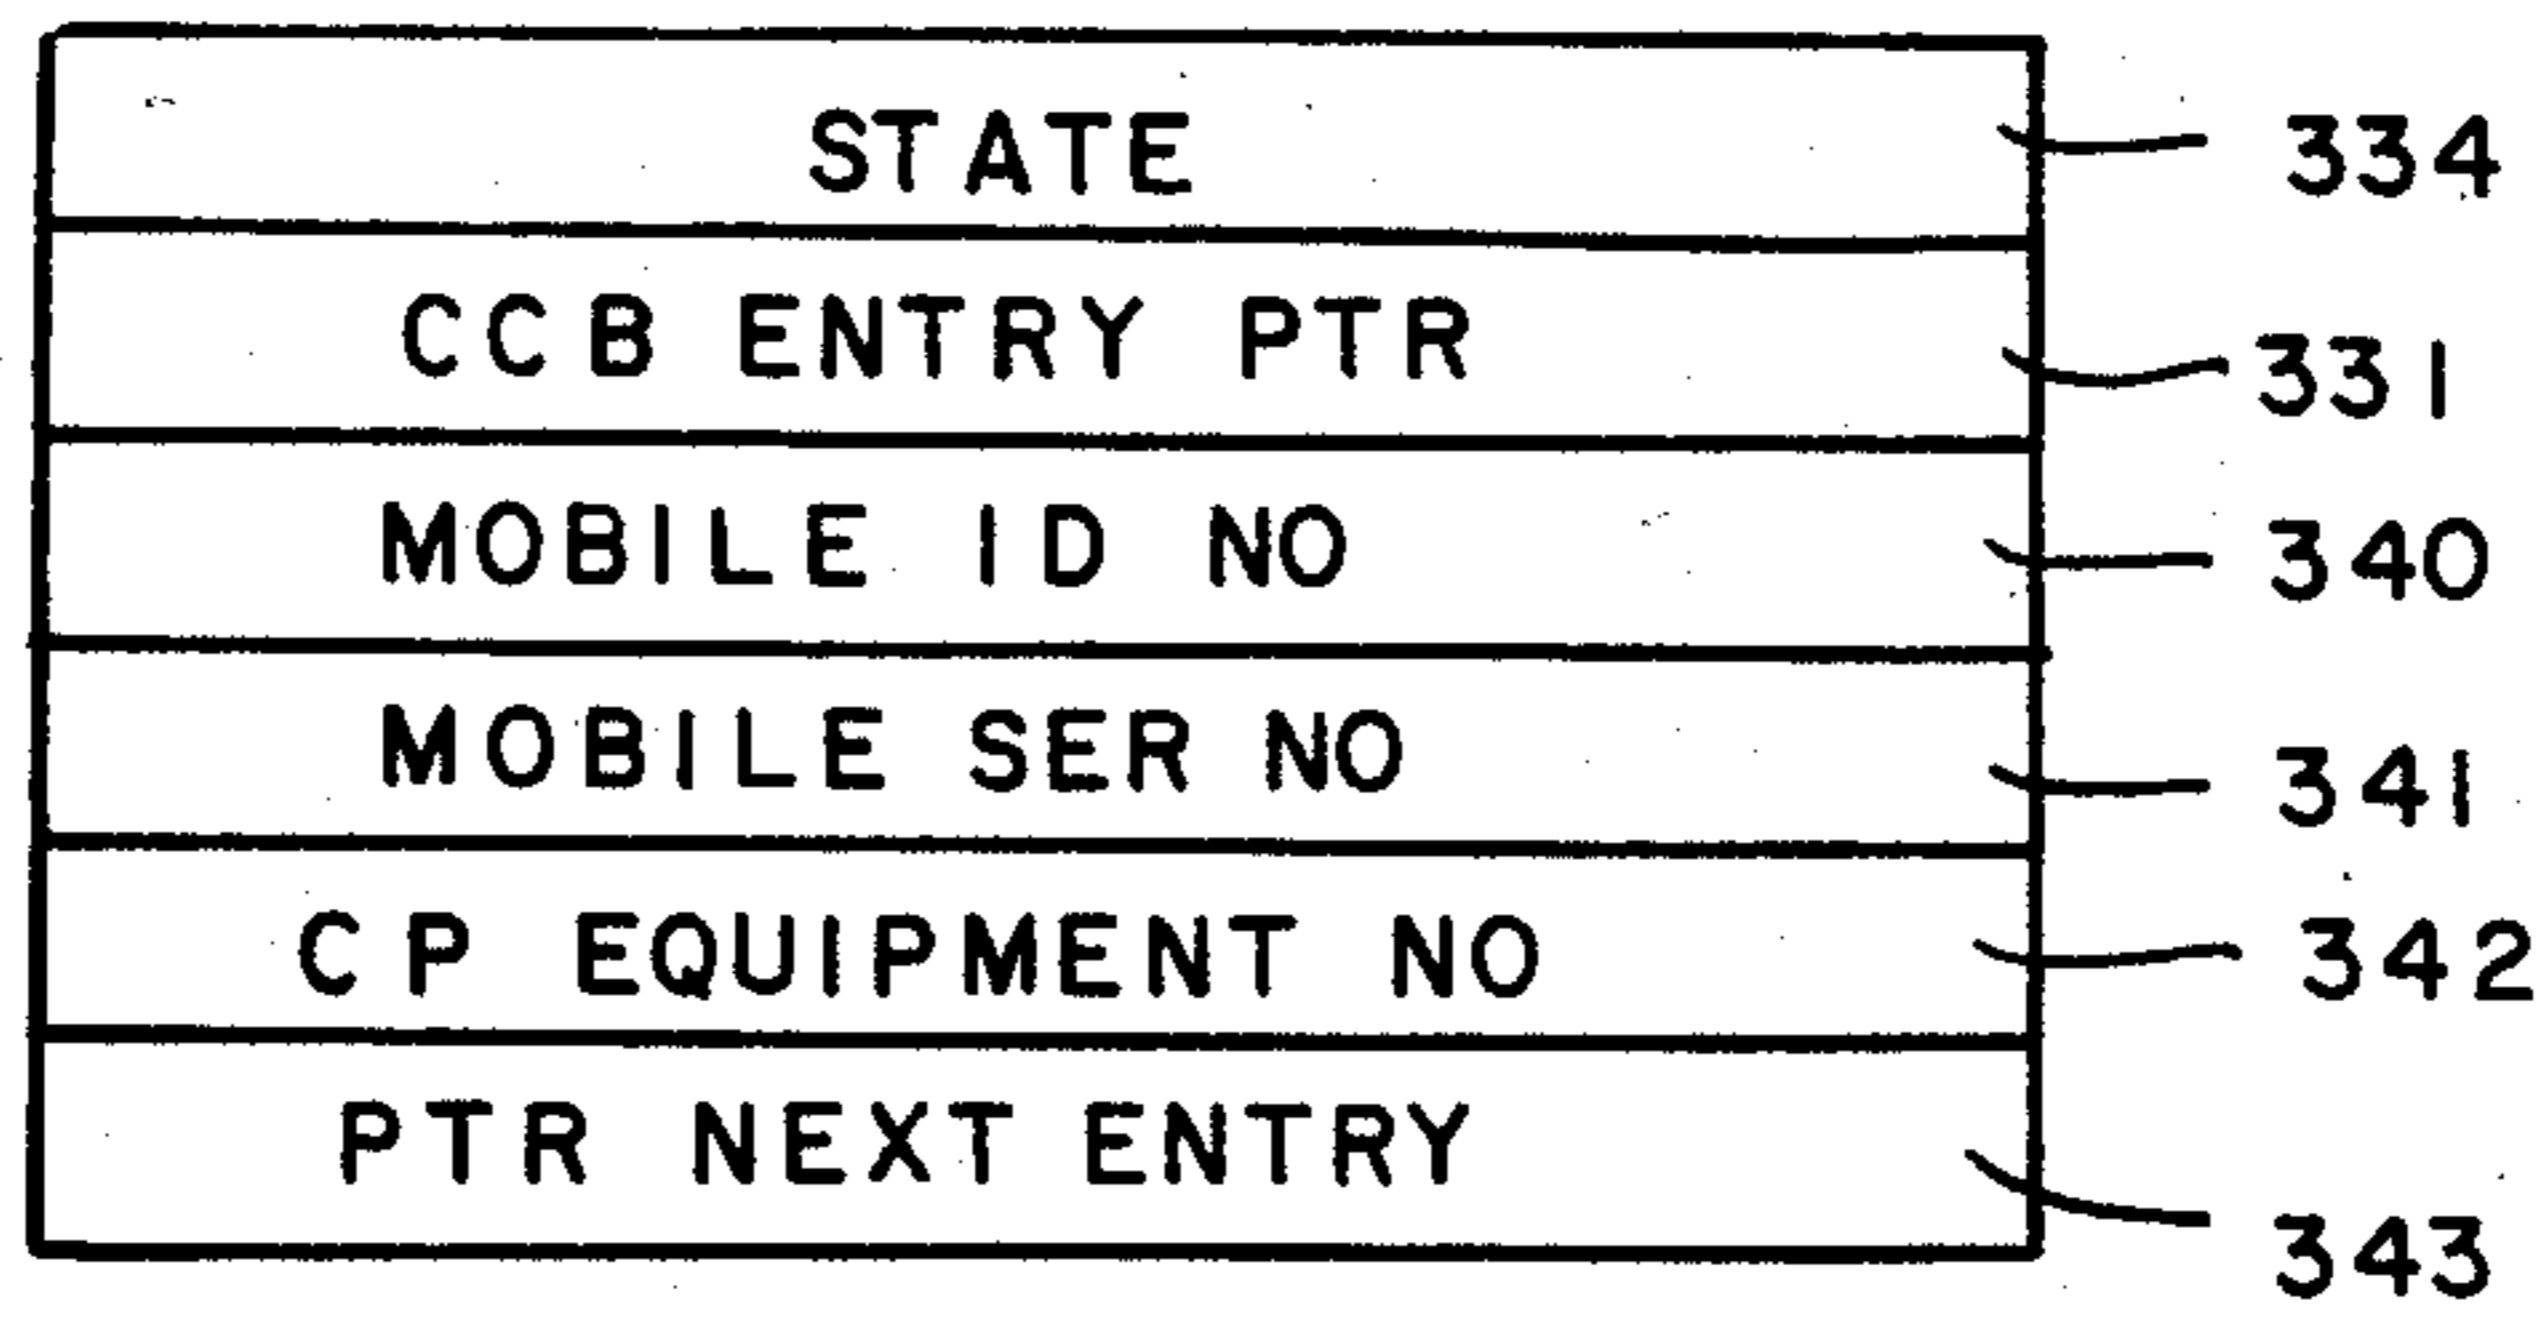 STATE 334
CCB ENTRY PTR 331
MOBILE ID NO 340
MOBILE SER NO 341
CP EQUIPMENT NO 342
PTR NEXT ENTRY 343